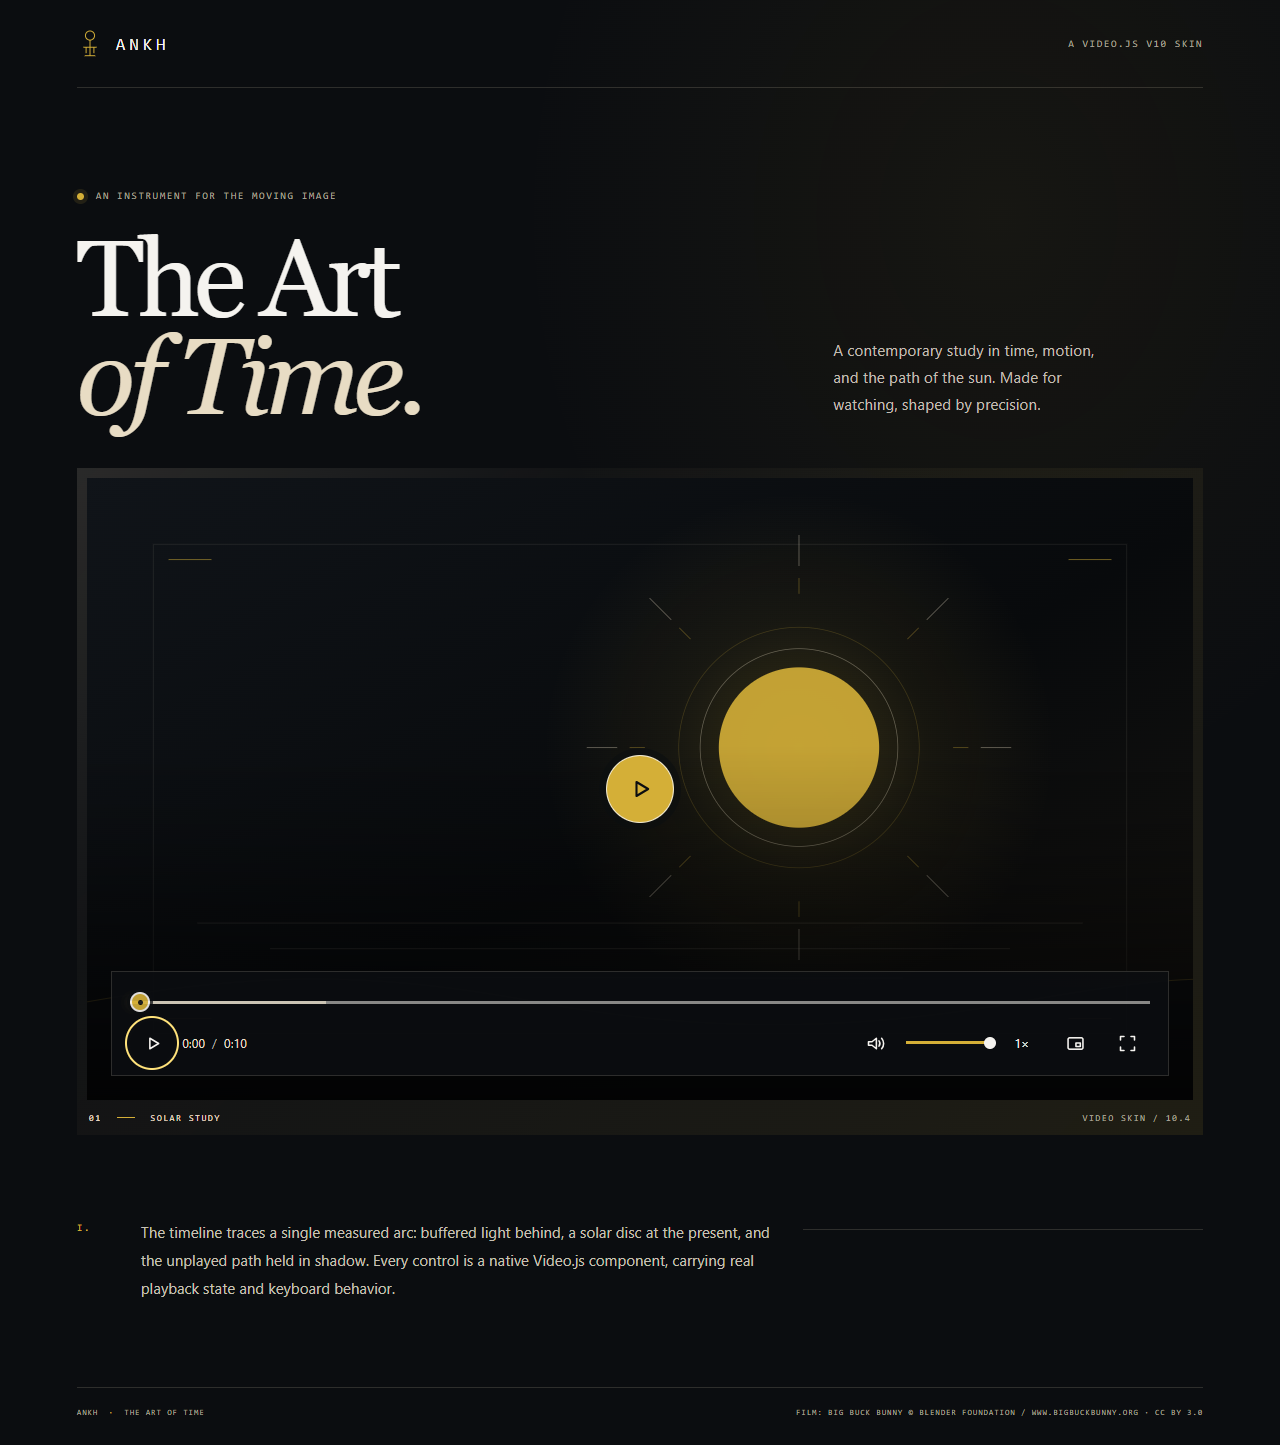 ANKH
A VIDEO.JS V10 SKIN
AN INSTRUMENT FOR THE MOVING IMAGE
The Art
of Time.
A contemporary study in time, motion,
and the path of the sun. Made for
watching, shaped by precision.
0:00 / 0:10
1×
01 — SOLAR STUDY
VIDEO SKIN / 10.4
I.
The timeline traces a single measured arc: buffered light behind, a solar disc at the present, and
the unplayed path held in shadow. Every control is a native Video.js component, carrying real
playback state and keyboard behavior.
ANKH · THE ART OF TIME
FILM: BIG BUCK BUNNY © BLENDER FOUNDATION / WWW.BIGBUCKBUNNY.ORG · CC BY 3.0